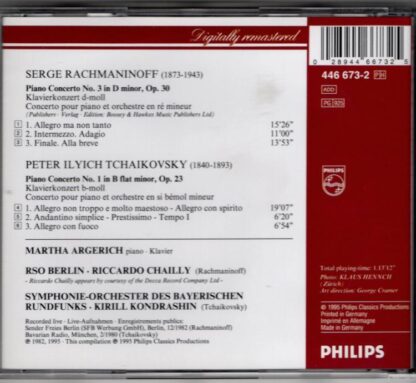 Digitally remastered
SERGE RACHMANINOFF (1873-1943)
Piano Concerto No. 3 in D minor, Op. 30
Klavierkonzert d-moll
Concerto pour piano et orchestre en ré mineur
(Publishers · Verlag · Edition: Boosey & Hawkes Music Publishers Ltd)
1 1. Allegro ma non tanto 15'26"
2 2. Intermezzo. Adagio 11'00"
3 3. Finale. Alla breve 13'53"
PETER ILYICH TCHAIKOVSKY (1840-1893)
Piano Concerto No. 1 in B flat minor, Op. 23
Klavierkonzert b-moll
Concerto pour piano et orchestre en si bémol mineur
4 1. Allegro non troppo e molto maestoso - Allegro con spirito 19'07"
5 2. Andantino simplice - Prestissimo - Tempo I 6'20"
6 3. Allegro con fuoco 6'54"
MARTHA ARGERICH piano · Klavier
RSO BERLIN - RICCARDO CHAILLY (Rachmaninoff)
- Riccardo Chailly appears by courtesy of the Decca Record Company Ltd -
SYMPHONIE-ORCHESTER DES BAYERISCHEN
RUNDFUNKS - KIRILL KONDRASHIN (Tchaikovsky)
Recorded live · Live-Aufnahmen · Enregistrements publics:
Sender Freies Berlin (SFB Werbung GmbH), Berlin, 12/1982 (Rachmaninoff)
Bavarian Radio, München, 2/1980 (Tchaikovsky)
℗ 1982, 1995 · This compilation ℗ 1995 Philips Classics Productions
0 28944 66732 5
446 673-2
ADD
PG 925
PHILIPS
Total playing-time: 1.13'12"
Photo: KLAUS HENNCH
(Zürich)
Art direction: George Cramer
© 1995 Philips Classics Productions
Printed in Germany
Imprimé en Allemagne
Made in Germany
PHILIPS